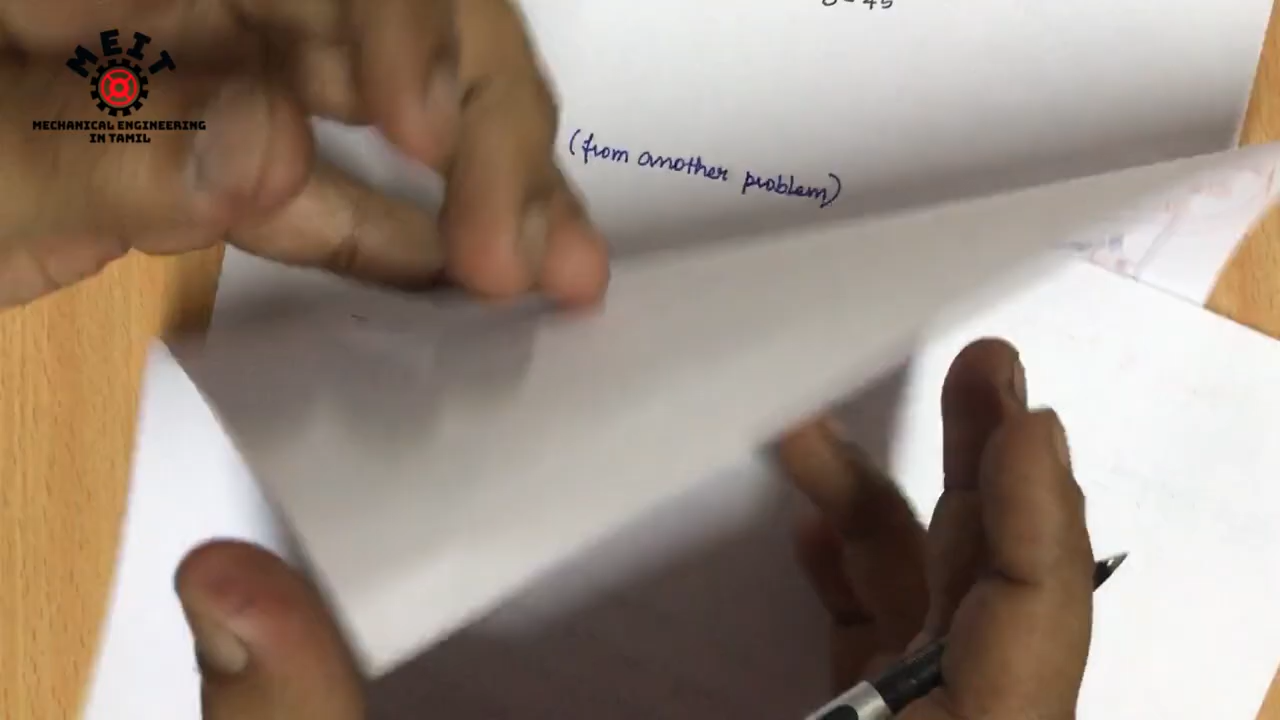 MEIT
MECHANICAL ENGINEERING
IN TAMIL
(from another problem)